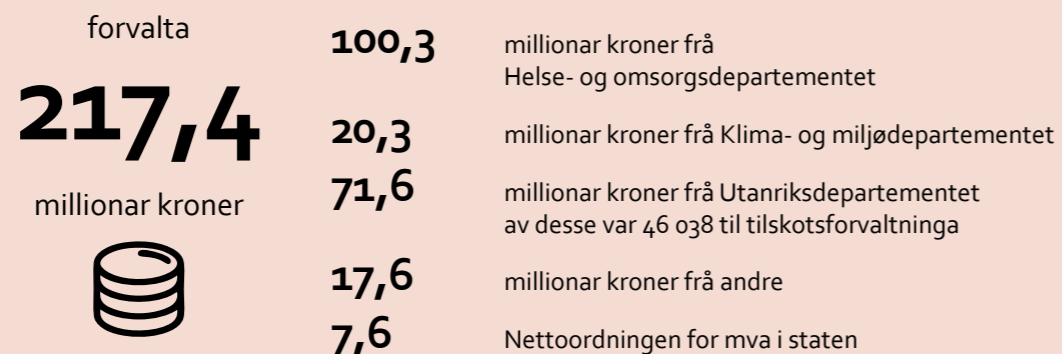 forvalta
217,4
millionar kroner
100,3
millionar kroner frå
Helse- og omsorgsdepartementet
20,3
millionar kroner frå Klima- og miljødepartementet
71,6
millionar kroner frå Utanriksdepartementet
av desse var 46 038 til tilskotsforvaltninga
17,6
millionar kroner frå andre
7,6
Nettoordningen for mva i staten